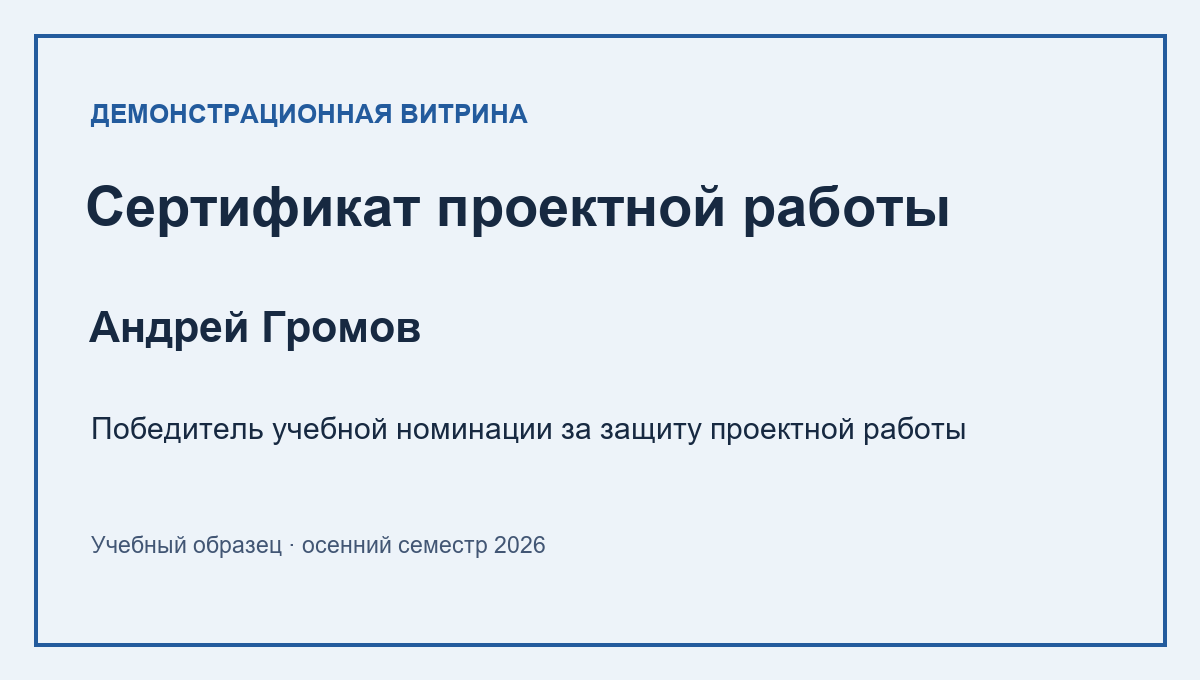 ДЕМОНСТРАЦИОННАЯ ВИТРИНА
Сертификат проектной работы
Андрей Громов
Победитель учебной номинации за защиту проектной работы
Учебный образец · осенний семестр 2026